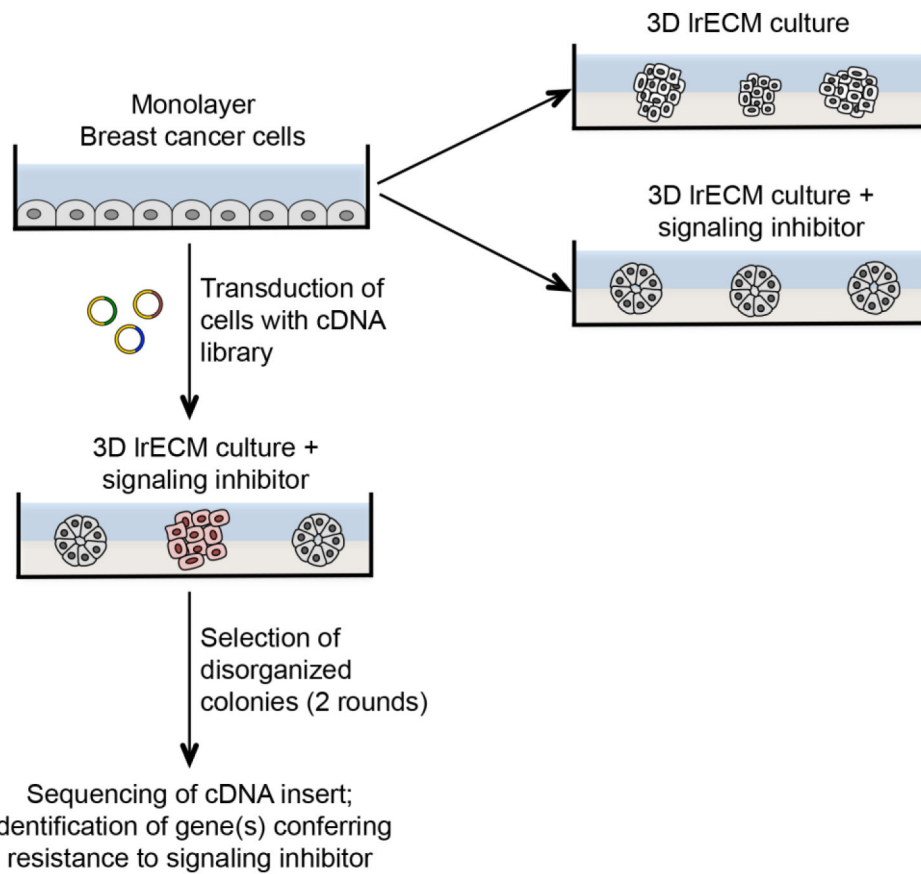 Monolayer
Breast cancer cells
3D lrECM culture
3D lrECM culture +
signaling inhibitor
Transduction of
cells with cDNA
library
3D lrECM culture +
signaling inhibitor
Selection of
disorganized
colonies (2 rounds)
Sequencing of cDNA insert;
dentification of gene(s) conferring
resistance to signaling inhibitor